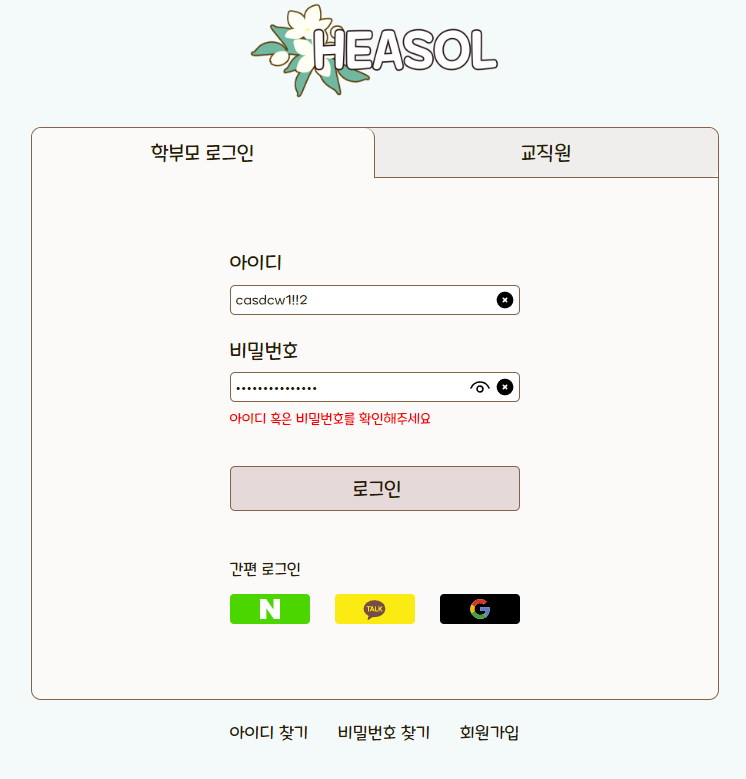 HEASOL
학부모 로그인
교직원
아이디
casdcw1!!2
비밀번호
•••••••••••••••
아이디 혹은 비밀번호를 확인해주세요
로그인
간편 로그인
N
TALK
G
아이디 찾기
비밀번호 찾기
회원가입